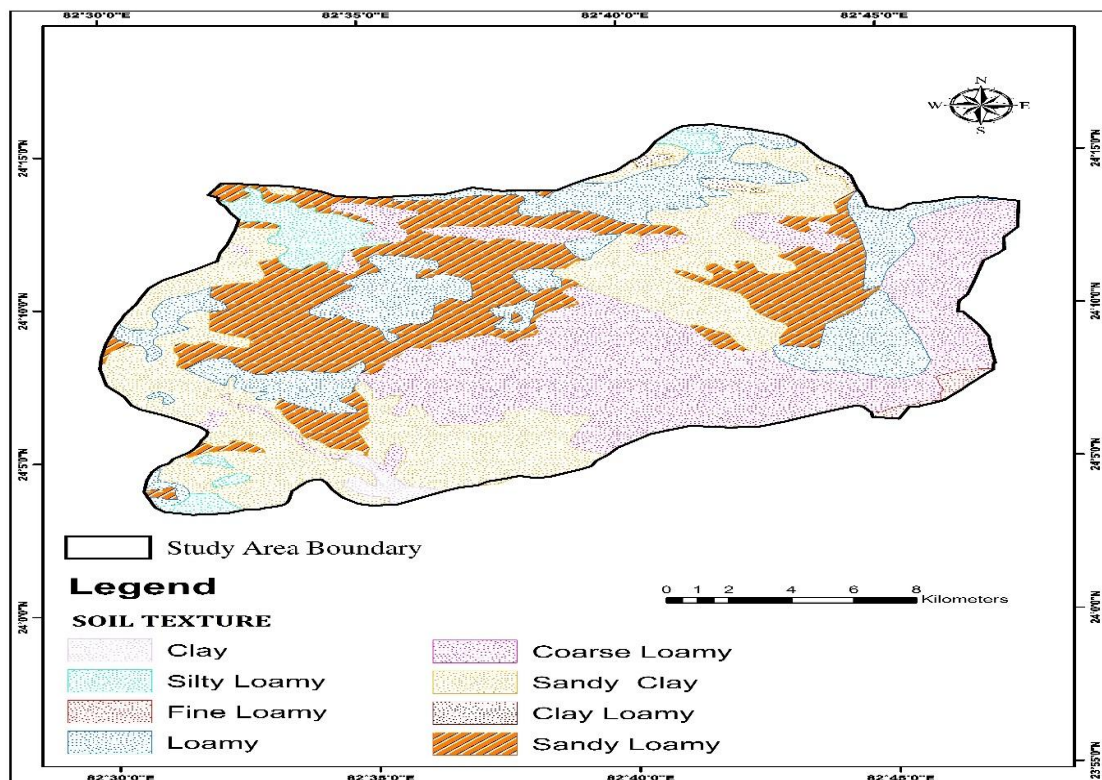 82°30'0"E 82°35'0"E 82°40'0"E 82°45'0"E
N
W E
S
24°15'0"N 24°15'0"N
24°10'0"N 24°10'0"N
24°5'0"N 24°5'0"N
24°0'0"N 24°0'0"N
23°55'0"N
Study Area Boundary
Legend
0 1 2 4 6 8
Kilometers
SOIL TEXTURE
Clay
Silty Loamy
Fine Loamy
Loamy
Coarse Loamy
Sandy Clay
Clay Loamy
Sandy Loamy
82°30'0"E 82°35'0"E 82°40'0"E 82°45'0"E